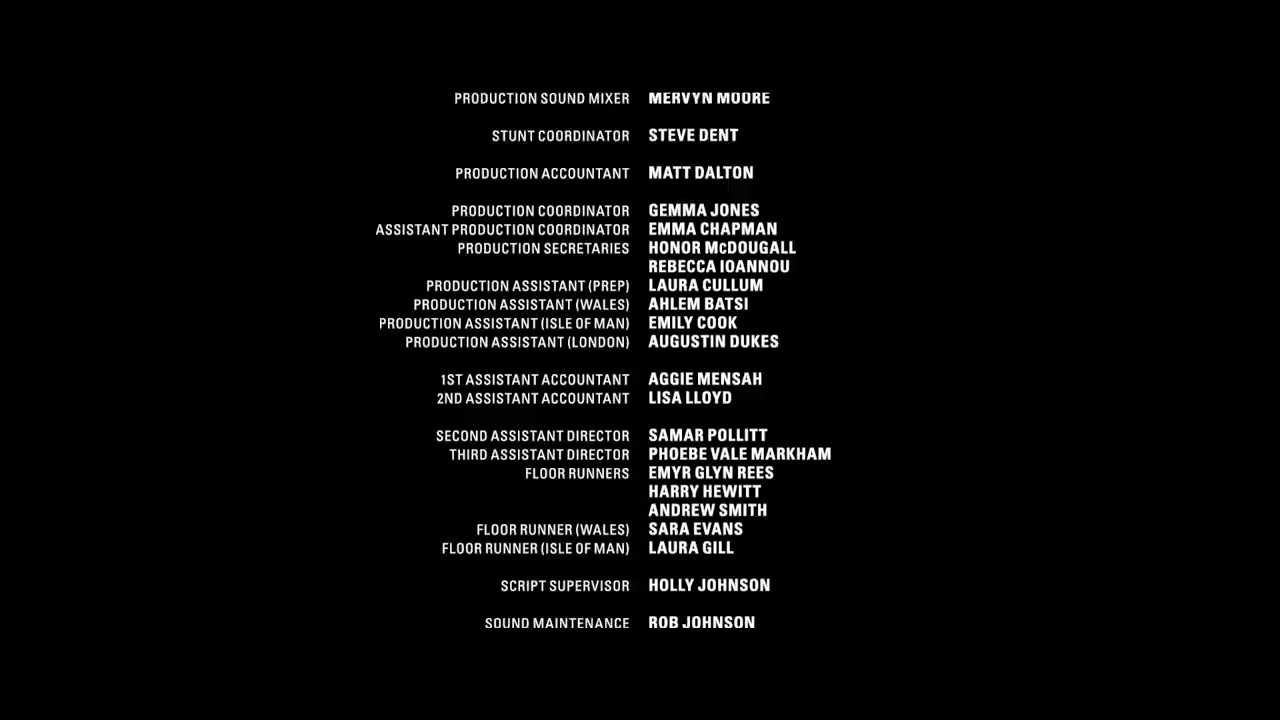 PRODUCTION SOUND MIXER MERVYN MOORE
STUNT COORDINATOR STEVE DENT
PRODUCTION ACCOUNTANT MATT DALTON
PRODUCTION COORDINATOR GEMMA JONES
ASSISTANT PRODUCTION COORDINATOR EMMA CHAPMAN
PRODUCTION SECRETARIES HONOR McDOUGALL
REBECCA IOANNOU
PRODUCTION ASSISTANT (PREP) LAURA CULLUM
PRODUCTION ASSISTANT (WALES) AHLEM BATSI
PRODUCTION ASSISTANT (ISLE OF MAN) EMILY COOK
PRODUCTION ASSISTANT (LONDON) AUGUSTIN DUKES
1ST ASSISTANT ACCOUNTANT AGGIE MENSAH
2ND ASSISTANT ACCOUNTANT LISA LLOYD
SECOND ASSISTANT DIRECTOR SAMAR POLLITT
THIRD ASSISTANT DIRECTOR PHOEBE VALE MARKHAM
FLOOR RUNNERS EMYR GLYN REES
HARRY HEWITT
ANDREW SMITH
FLOOR RUNNER (WALES) SARA EVANS
FLOOR RUNNER (ISLE OF MAN) LAURA GILL
SCRIPT SUPERVISOR HOLLY JOHNSON
SOUND MAINTENANCE ROB JOHNSON